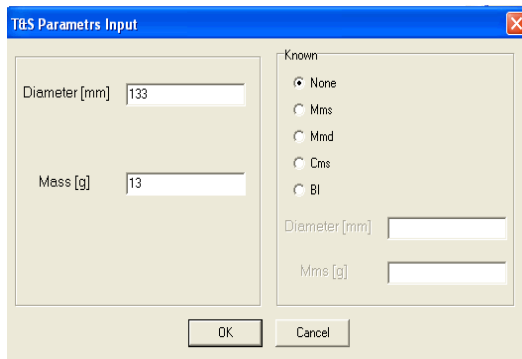 T&S Parametrs Input
Diameter [mm] 133
Mass [g] 13
Known
None
Mms
Mmd
Cms
Bl
Diameter [mm]
Mms [g]
OK Cancel